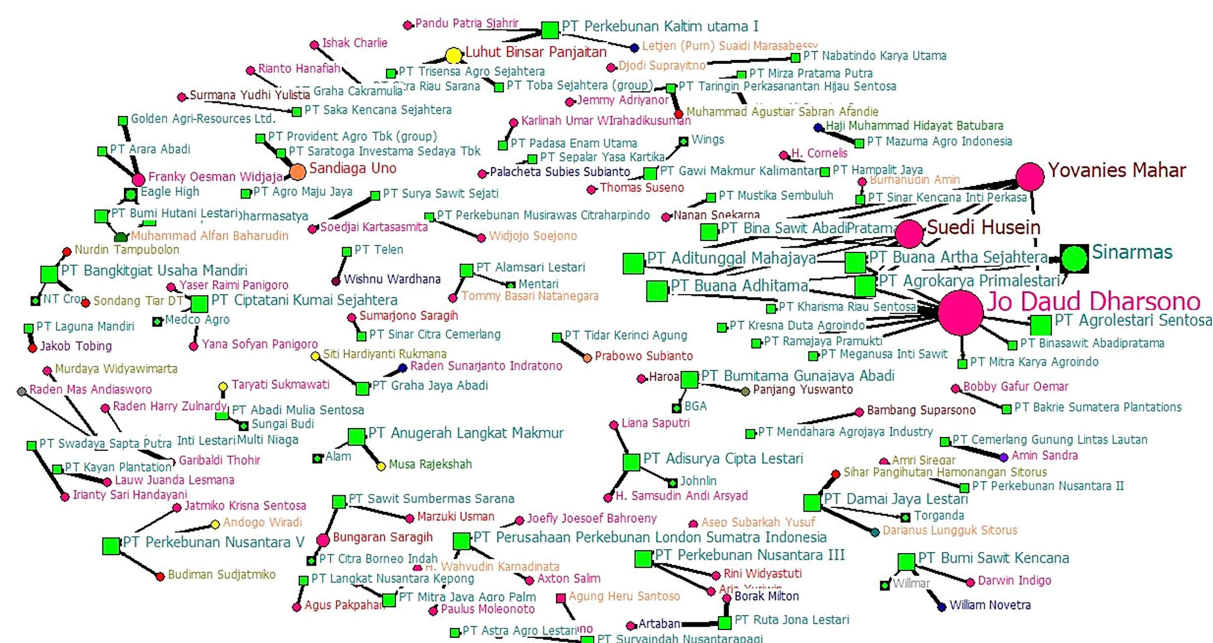 Pandu Patria Sjahrir
PT Perkebunan Kaltim utama I
Ishak Charlie
Luhut Binsar Panjaitan
Letjen (Purn) Suaidi Marasabessy
PT Nabatindo Karya Utama
Rianto Hanafiah
PT Trisensa Agro Sejahtera
Djodi Suprayitno
PT Mirza Pratama Putra
Graha Cakramulia
Citra Riau Sarana
PT Toba Sejahtera (group)
PT Taringin Perkasanantan Hijau Sentosa
Surmana Yudhi Yulistia
PT Saka Kencana Sejahtera
Jemmy Adriyanor
Muhammad Agustiar Sabran Afandie
Golden Agri-Resources Ltd.
Karlinah Umar WIrahadikusuman
Haji Muhammad Hidayat Batubara
PT Provident Agro Tbk (group)
PT Padasa Enam Utama
Wings
PT Mazuma Agro Indonesia
PT Arara Abadi
PT Saratoga Investama Sedaya Tbk
PT Sepalar Yasa Kartika
H. Cornelis
Sandiaga Uno
Palacheta Subies Subianto
PT Gawi Makmur Kalimantan
PT Hampalit Jaya
Yovanies Mahar
Franky Oesman Widjaja
Burhanudin Amin
Eagle High
PT Agro Maju Jaya
PT Surya Sawit Sejati
Thomas Suseno
PT Mustika Sembuluh
PT Sinar Kencana Inti Perkasa
PT Bumi Hutani Lestari
dharmasatya
PT Perkebunan Musirawas Citraharpindo
Nanan Soekarna
Soedjai Kartasasmita
PT Bina Sawit AbadiPratama
Suedi Husein
Muhammad Alfan Baharudin
Widjojo Soejono
Nurdin Tampubolon
PT Telen
PT Aditunggal Mahajaya
PT Buana Artha Sejahtera
Sinarmas
PT Bangkitgiat Usaha Mandiri
Wishnu Wardhana
PT Alamsari Lestari
Mentari
PT Buana Adhitama
PT Agrokarya Primalestari
Yaser Raimi Panigoro
NT Corp
Sondang Tiar DT
PT Ciptatani Kumai Sejahtera
Tommy Basari Natanegara
Jo Daud Dharsono
PT Kharisma Riau Sentosa
Medco Agro
Sumarjono Saragih
PT Agrolestari Sentosa
PT Laguna Mandiri
PT Sinar Citra Cemerlang
PT Tidar Kerinci Agung
PT Kresna Duta Agroindo
PT Ramajaya Pramukti
PT Binasawit Abadipratama
Jakob Tobing
Yana Sofyan Panigoro
Siti Hardiyanti Rukmana
Prabowo Subianto
PT Meganusa Inti Sawit
PT Mitra Karya Agroindo
Murdaya Widyawimarta
Raden Sunarjanto Indratono
Haroa
PT Bumitama Gunajaya Abadi
Raden Mas Andiasworo
Taryati Sukmawati
PT Graha Jaya Abadi
Panjang Yuswanto
Bobby Gafur Oemar
Raden Harry Zulnardy
PT Abadi Mulia Sentosa
BGA
Bambang Suparsono
PT Bakrie Sumatera Plantations
Sungai Budi
Liana Saputri
PT Swadaya Sapta Putra
Inti Lestari
Multi Niaga
PT Anugerah Langkat Makmur
PT Mendahara Agrojaya Industry
PT Cemerlang Gunung Lintas Lautan
Alam
Musa Rajekshah
PT Adisurya Cipta Lestari
Amri Siregar
Amin Sandra
Garibaldi Thohir
PT Kayan Plantation
Lauw Juanda Lesmana
Johnlin
Sihar Pangihutan Hamonangan Sitorus
PT Perkebunan Nusantara II
Irianty Sari Handayani
H. Samsudin Andi Arsyad
PT Damai Jaya Lestari
Jatmiko Krisna Sentosa
PT Sawit Sumbermas Sarana
Torganda
Andogo Wiradi
Marzuki Usman
Joefly Joesoef Bahroeny
Asep Subarkah Yusuf
Darianus Lungguk Sitorus
PT Perkebunan Nusantara V
Bungaran Saragih
PT Perusahaan Perkebunan London Sumatra Indonesia
PT Citra Borneo Indah
PT Perkebunan Nusantara III
PT Bumi Sawit Kencana
Budiman Sudjatmiko
PT Langkat Nusantara Kepong
H. Wahyudin Karnadinata
Axton Salim
Rini Widyastuti
Willmar
Darwin Indigo
Agus Pakpahan
PT Mitra Java Agro Palm
Agung Heru Santoso
Borak Milton
William Novetra
Paulus Moleonoto
Artaban
PT Ruta Jona Lestari
PT Astra Agro Lestari
no
PT Suryaindah Nusantarapagi